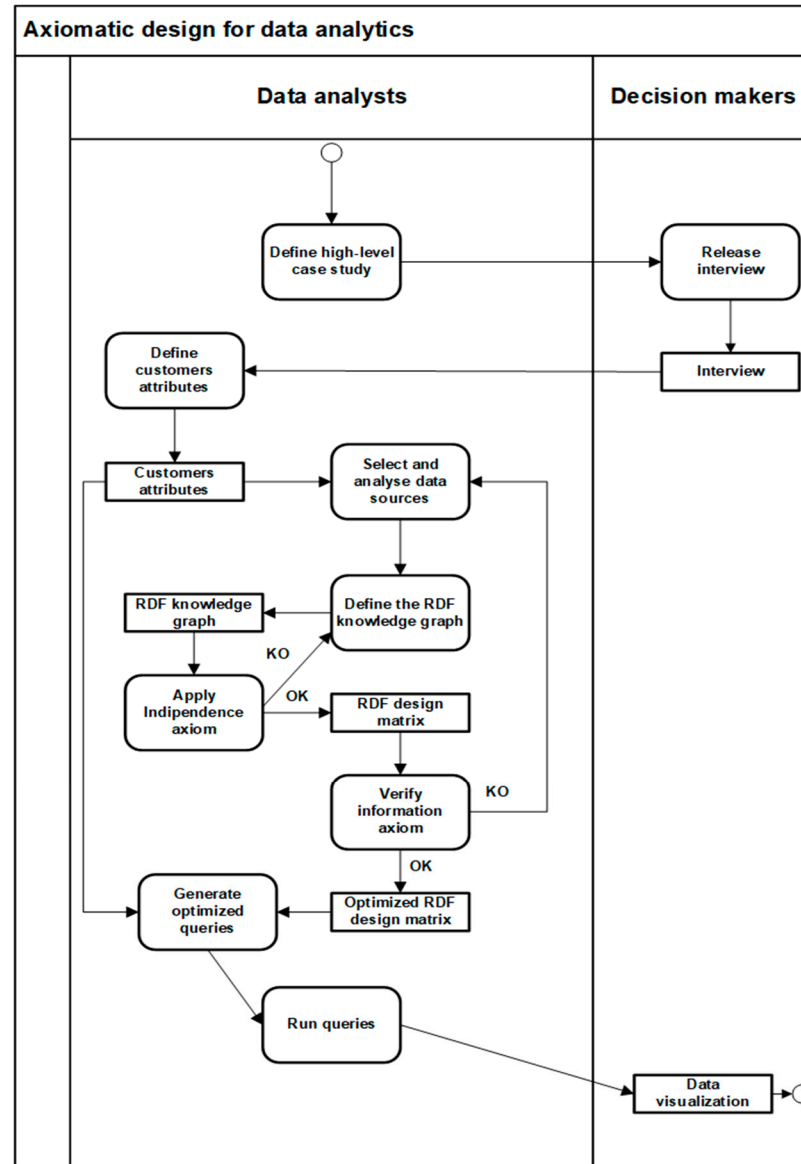 Axiomatic design for data analytics
Data analysts
Decision makers
Define high-level
case study
Release
interview
Define
customers
attributes
Interview
Customers
attributes
Select and
analyse data
sources
RDF knowledge
graph
Define the RDF
knowledge graph
KO
Apply
Indipendence
axiom
OK
RDF design
matrix
Verify
information
axiom
KO
OK
Generate
optimized
queries
Optimized RDF
design matrix
Run queries
Data
visualization